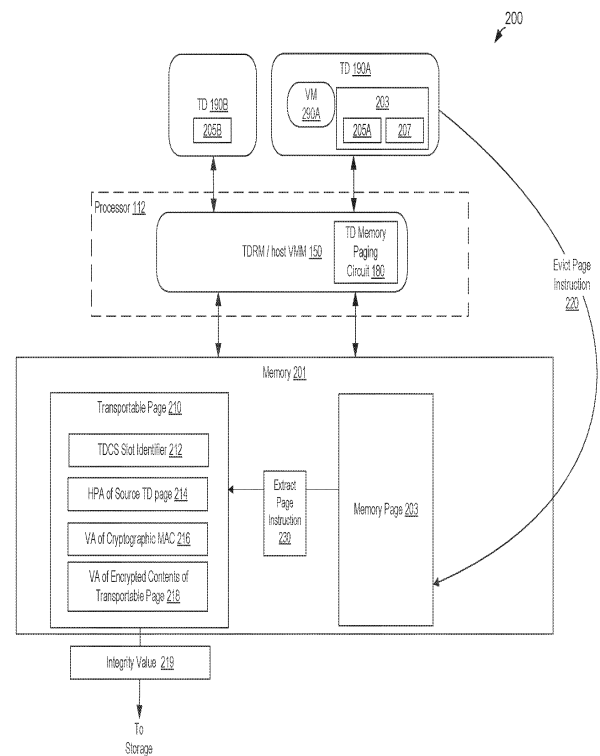 200
TD 190A
VM
290A
203
205A
207
TD 190B
205B
Processor 112
TDRM / host VMM 150
TD Memory
Paging
Circuit 180
Evict Page
Instruction
220
Memory 201
Transportable Page 210
TDCS Slot Identifier 212
HPA of Source TD page 214
VA of Cryptographic MAC 216
VA of Encrypted Contents of
Transportable Page 218
Extract
Page
Instruction
230
Memory Page 203
Integrity Value 219
To
Storage